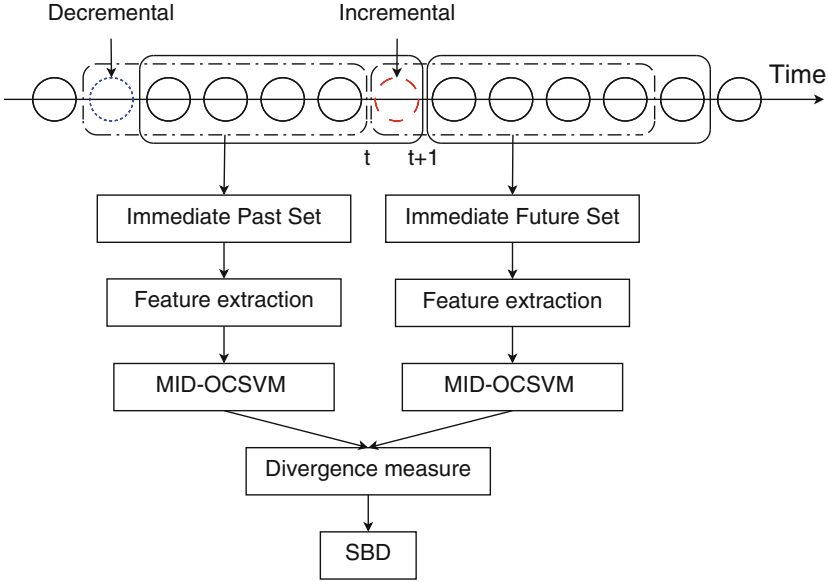 Decremental
Incremental
Time
t
t+1
Immediate Past Set
Immediate Future Set
Feature extraction
Feature extraction
MID-OCSVM
MID-OCSVM
Divergence measure
SBD